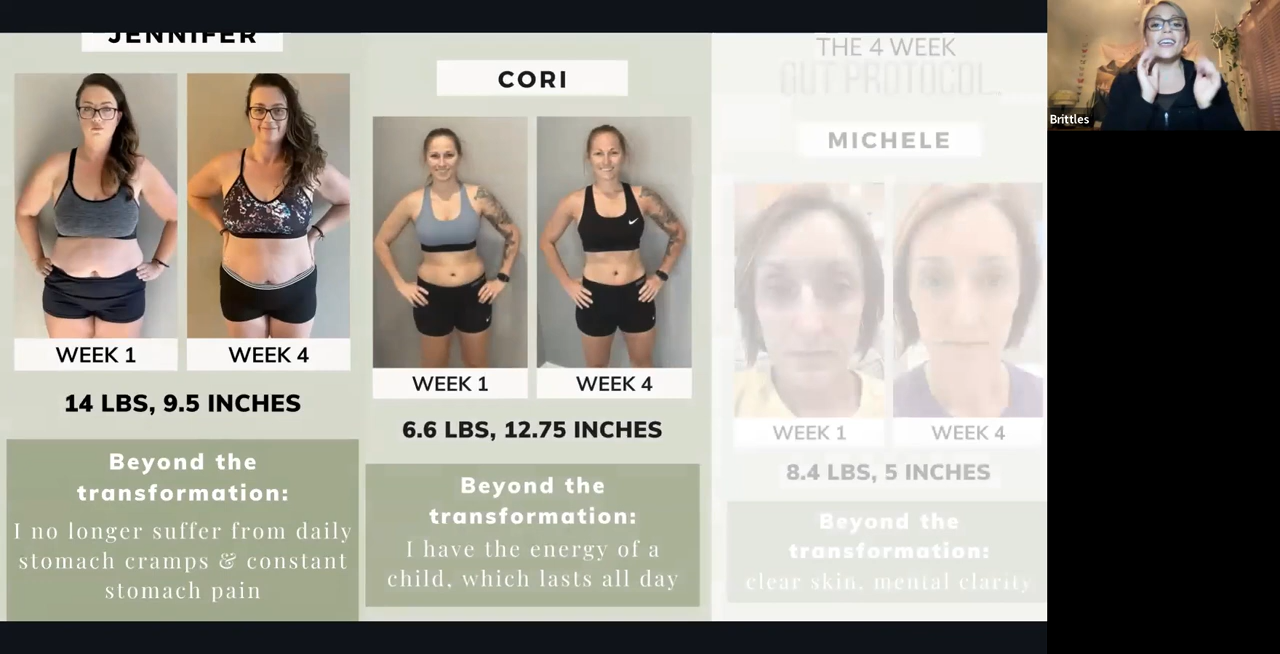 JENNIFER
WEEK 1
WEEK 4
14 LBS, 9.5 INCHES
Beyond the
transformation:
I no longer suffer from daily
stomach cramps & constant
stomach pain
CORI
WEEK 1
WEEK 4
6.6 LBS, 12.75 INCHES
Beyond the
transformation:
I have the energy of a
child, which lasts all day
THE 4 WEEK
GUT PROTOCOL
MICHELE
WEEK 1
WEEK 4
8.4 LBS, 5 INCHES
Beyond the
transformation:
clear skin, mental clarity
Brittles